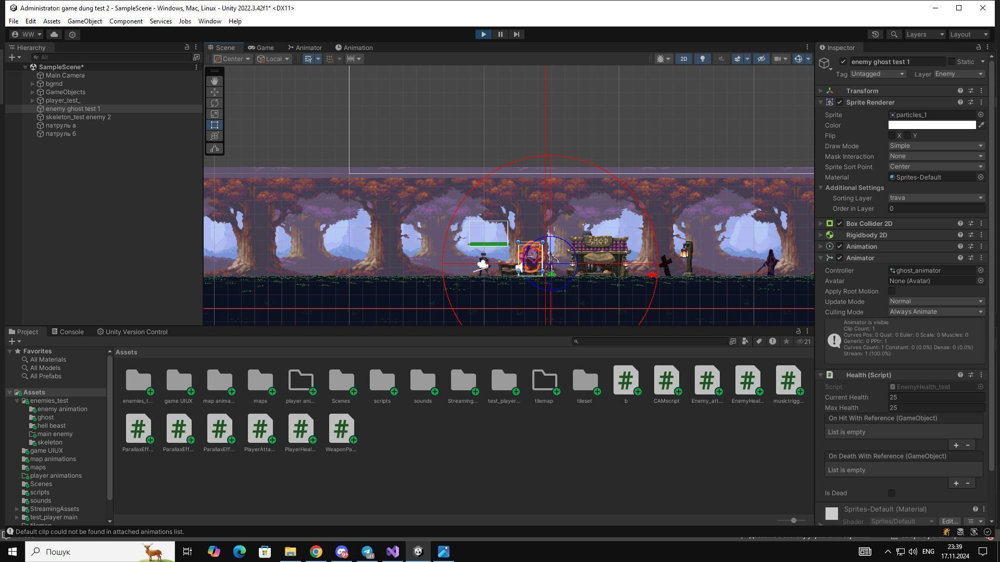 Administrator: game dung test 2 - SampleScene - Windows, Mac, Linux - Unity 2022.3.42f1* <DX11>
File Edit Assets GameObject Component Services Jobs Window Help
WW
Layers
Layout
Hierarchy
All
SampleScene*
Main Camera
bgrnd
GameObjects
player_test_
enemy ghost test 1
skeleton_test enemy 2
патруль а
патруль б
Scene
Game
Animator
Animation
Center
Local
2D
SHOP
Inspector
enemy ghost test 1
Static
Tag Untagged
Layer Enemy
Transform
Sprite Renderer
Sprite particles_1
Color
Flip X Y
Draw Mode Simple
Mask Interaction None
Sprite Sort Point Center
Material Sprites-Default
Additional Settings
Sorting Layer trava
Order in Layer 0
Box Collider 2D
Rigidbody 2D
Animation
Animator
Controller ghost_animator
Avatar None (Avatar)
Apply Root Motion
Update Mode Normal
Culling Mode Always Animate
Animator is visible
Clip Count: 1
Curves Pos: 0 Quat: 0 Euler: 0 Scale: 0 Muscles: 0
Generic: 0 PPtr: 1
Curves Count: 1 Constant: 0 (0.0%) Dense: 0 (0.0%)
Stream: 1 (100.0%)
Health (Script)
Script EnemyHealth_test
Current Health 25
Max Health 25
On Hit With Reference (GameObject)
List is empty
+ -
On Death With Reference (GameObject)
List is empty
+ -
Is Dead
Sprites-Default (Material)
Shader Sprites/Default Edit...
Project
Console
Unity Version Control
21
Favorites
All Materials
All Models
All Prefabs
Assets
enemies_test
enemy animation
ghost
hell beast
main enemy
skeleton
game UIUX
map animations
maps
player animations
Scenes
scripts
sounds
StreamingAssets
test_player main
tilemap
Assets
enemies_t... game UIUX map anima... maps player ani... Scenes scripts sounds Streaming... test_player... tilemap tileset b CAMscript Enemy_att... EnemyHeal... musictrigg...
ParallaxEff... ParallaxEff... ParallaxEff... PlayerAtta... PlayerHeal... WeaponPa...
Default clip could not be found in attached animations list.
Пошук
9+
41
ENG
23:39
17.11.2024